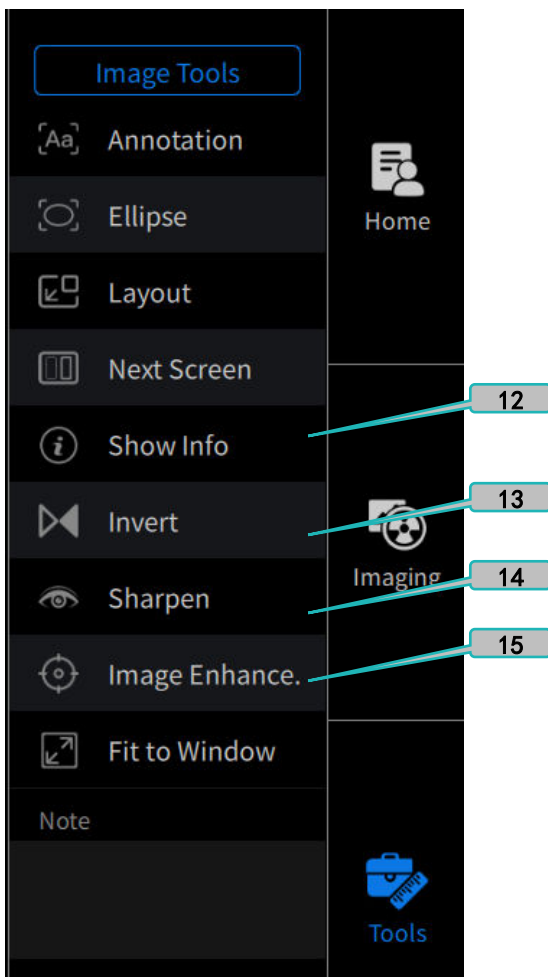 Image Tools
Aa
Annotation
Ellipse
Layout
Next Screen
i
Show Info
Invert
Sharpen
Image Enhance.
Fit to Window
Note
Home
Imaging
Tools
12
13
14
15